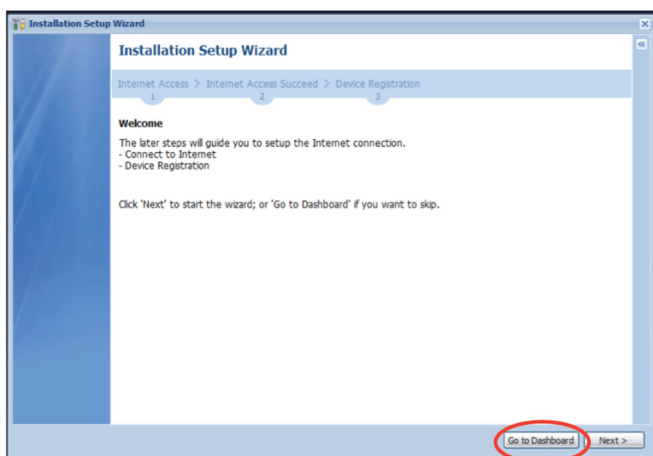 Installation Setup Wizard
Installation Setup Wizard
Internet Access > Internet Access Succeed > Device Registration
1 2 3
Welcome
The later steps will guide you to setup the Internet connection.
- Connect to Internet
- Device Registration
Click 'Next' to start the wizard; or 'Go to Dashboard' if you want to skip.
Go to Dashboard Next >